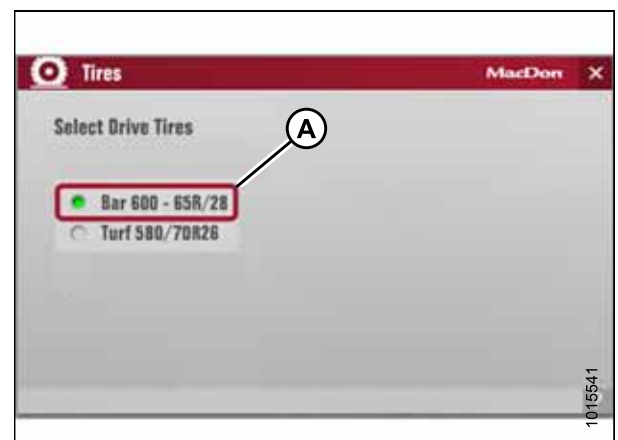 Tires MacDon
Select Drive Tires
A
Bar 600 - 65R/28
Turf 580/70R26
1015541